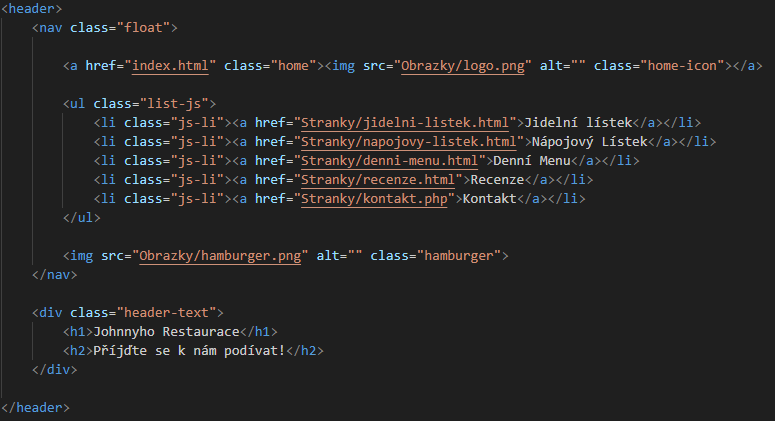 <header>
<nav class="float">
<a href="index.html" class="home"><img src="Obrazky/logo.png" alt="" class="home-icon"></a>
<ul class="list-js">
<li class="js-li"><a href="Stranky/jidelni-listek.html">Jidelní lístek</a></li>
<li class="js-li"><a href="Stranky/napojovy-listek.html">Nápojový Lístek</a></li>
<li class="js-li"><a href="Stranky/denni-menu.html">Denní Menu</a></li>
<li class="js-li"><a href="Stranky/recenze.html">Recenze</a></li>
<li class="js-li"><a href="Stranky/kontakt.php">Kontakt</a></li>
</ul>
<img src="Obrazky/hamburger.png" alt="" class="hamburger">
</nav>
<div class="header-text">
<h1>Johnnyho Restaurace</h1>
<h2>Příjďte se k nám podívat!</h2>
</div>
</header>